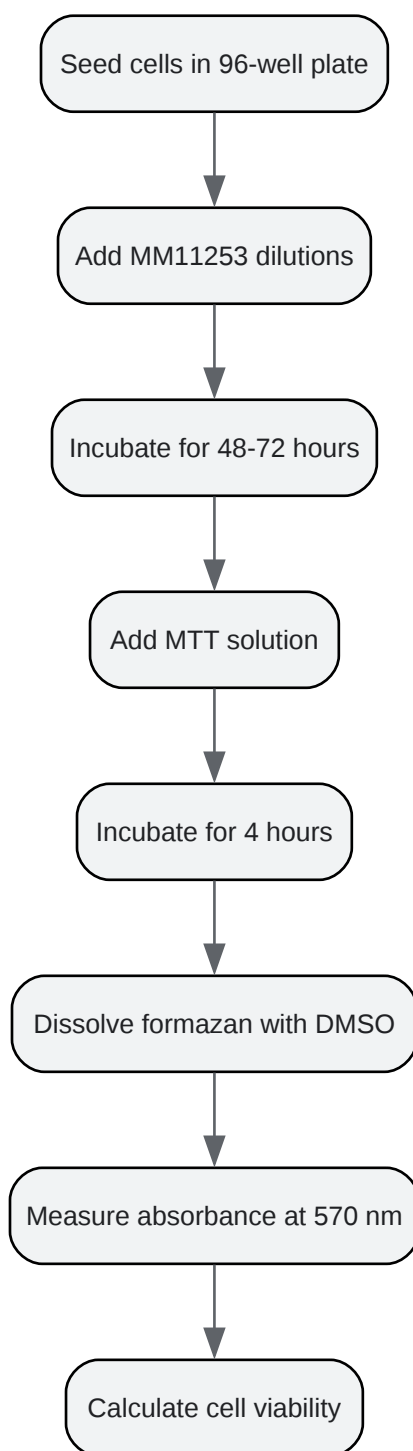 Seed cells in 96-well plate
Add MM11253 dilutions
Incubate for 48-72 hours
Add MTT solution
Incubate for 4 hours
Dissolve formazan with DMSO
Measure absorbance at 570 nm
Calculate cell viability